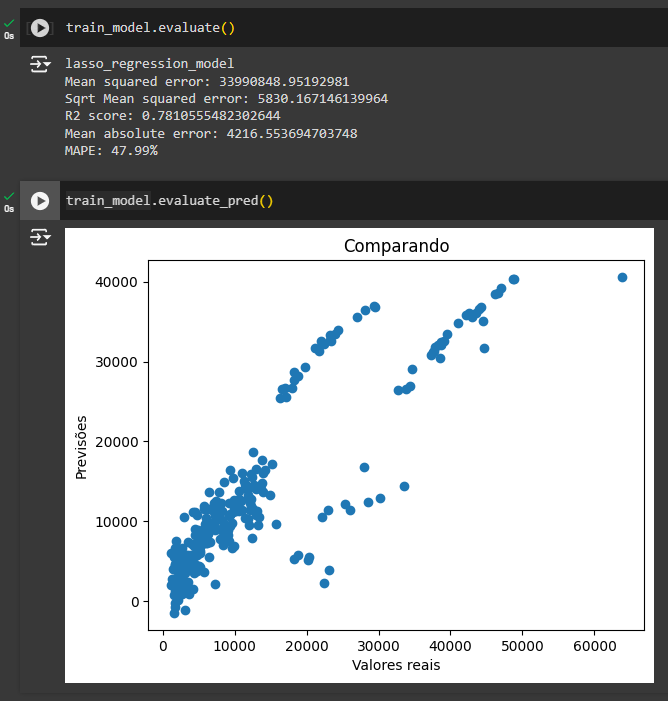 0s
train_model.evaluate()
lasso_regression_model
Mean squared error: 33990848.95192981
Sqrt Mean squared error: 5830.167146139964
R2 score: 0.7810555482302644
Mean absolute error: 4216.553694703748
MAPE: 47.99%
0s
train_model.evaluate_pred()
Comparando
40000
30000
20000
10000
0
Previsões
0 10000 20000 30000 40000 50000 60000
Valores reais